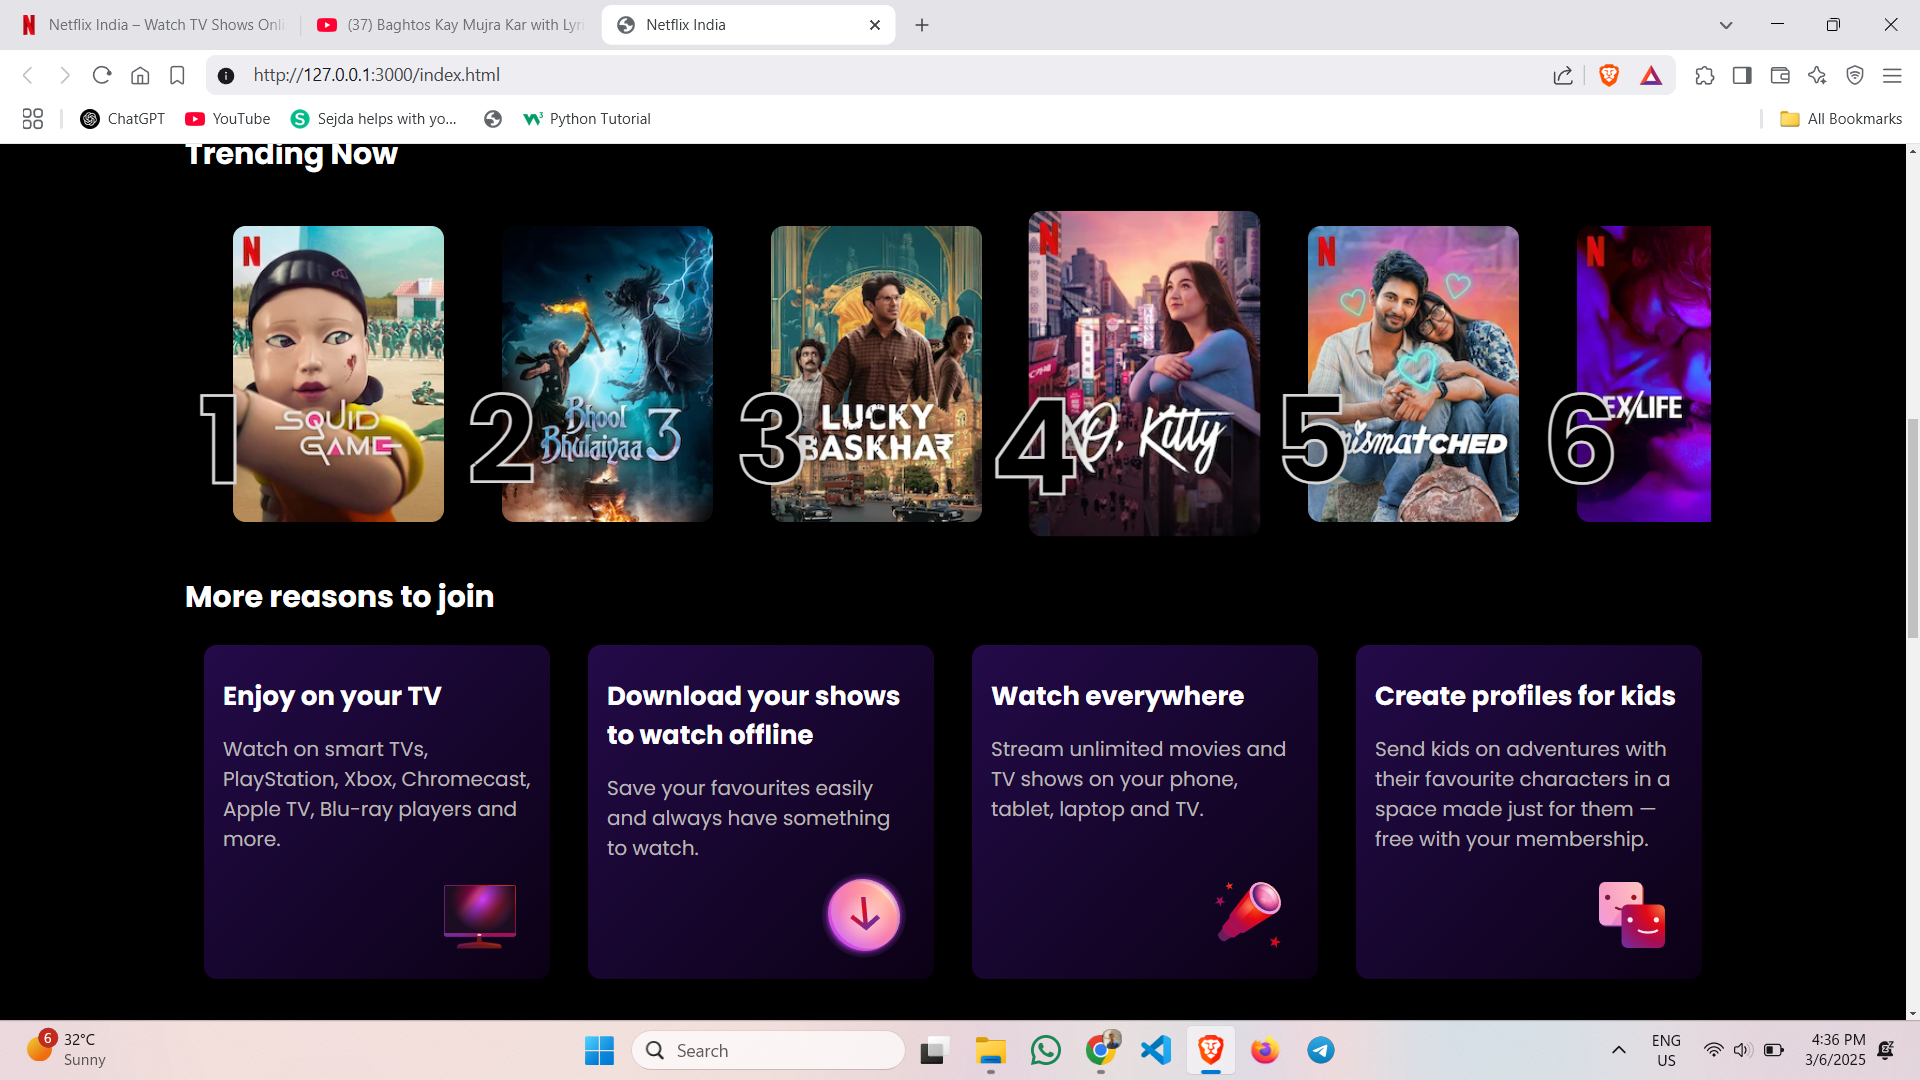 Netflix India – Watch TV Shows Onli
(37) Baghtos Kay Mujra Kar with Lyri
Netflix India
http://127.0.0.1:3000/index.html
ChatGPT
YouTube
Sejda helps with yo...
Python Tutorial
All Bookmarks
Trending Now
N
SQUID
GAME
1
Bhool
Bhulaiyaa 3
2
LUCKY
BASKHAR
3
N
XO, Kitty
4
N
mismatched
5
N
EX/LIFE
6
More reasons to join
Enjoy on your TV
Watch on smart TVs,
PlayStation, Xbox, Chromecast,
Apple TV, Blu-ray players and
more.
Download your shows
to watch offline
Save your favourites easily
and always have something
to watch.
Watch everywhere
Stream unlimited movies and
TV shows on your phone,
tablet, laptop and TV.
Create profiles for kids
Send kids on adventures with
their favourite characters in a
space made just for them —
free with your membership.
6
32°C
Sunny
Search
ENG
US
4:36 PM
3/6/2025